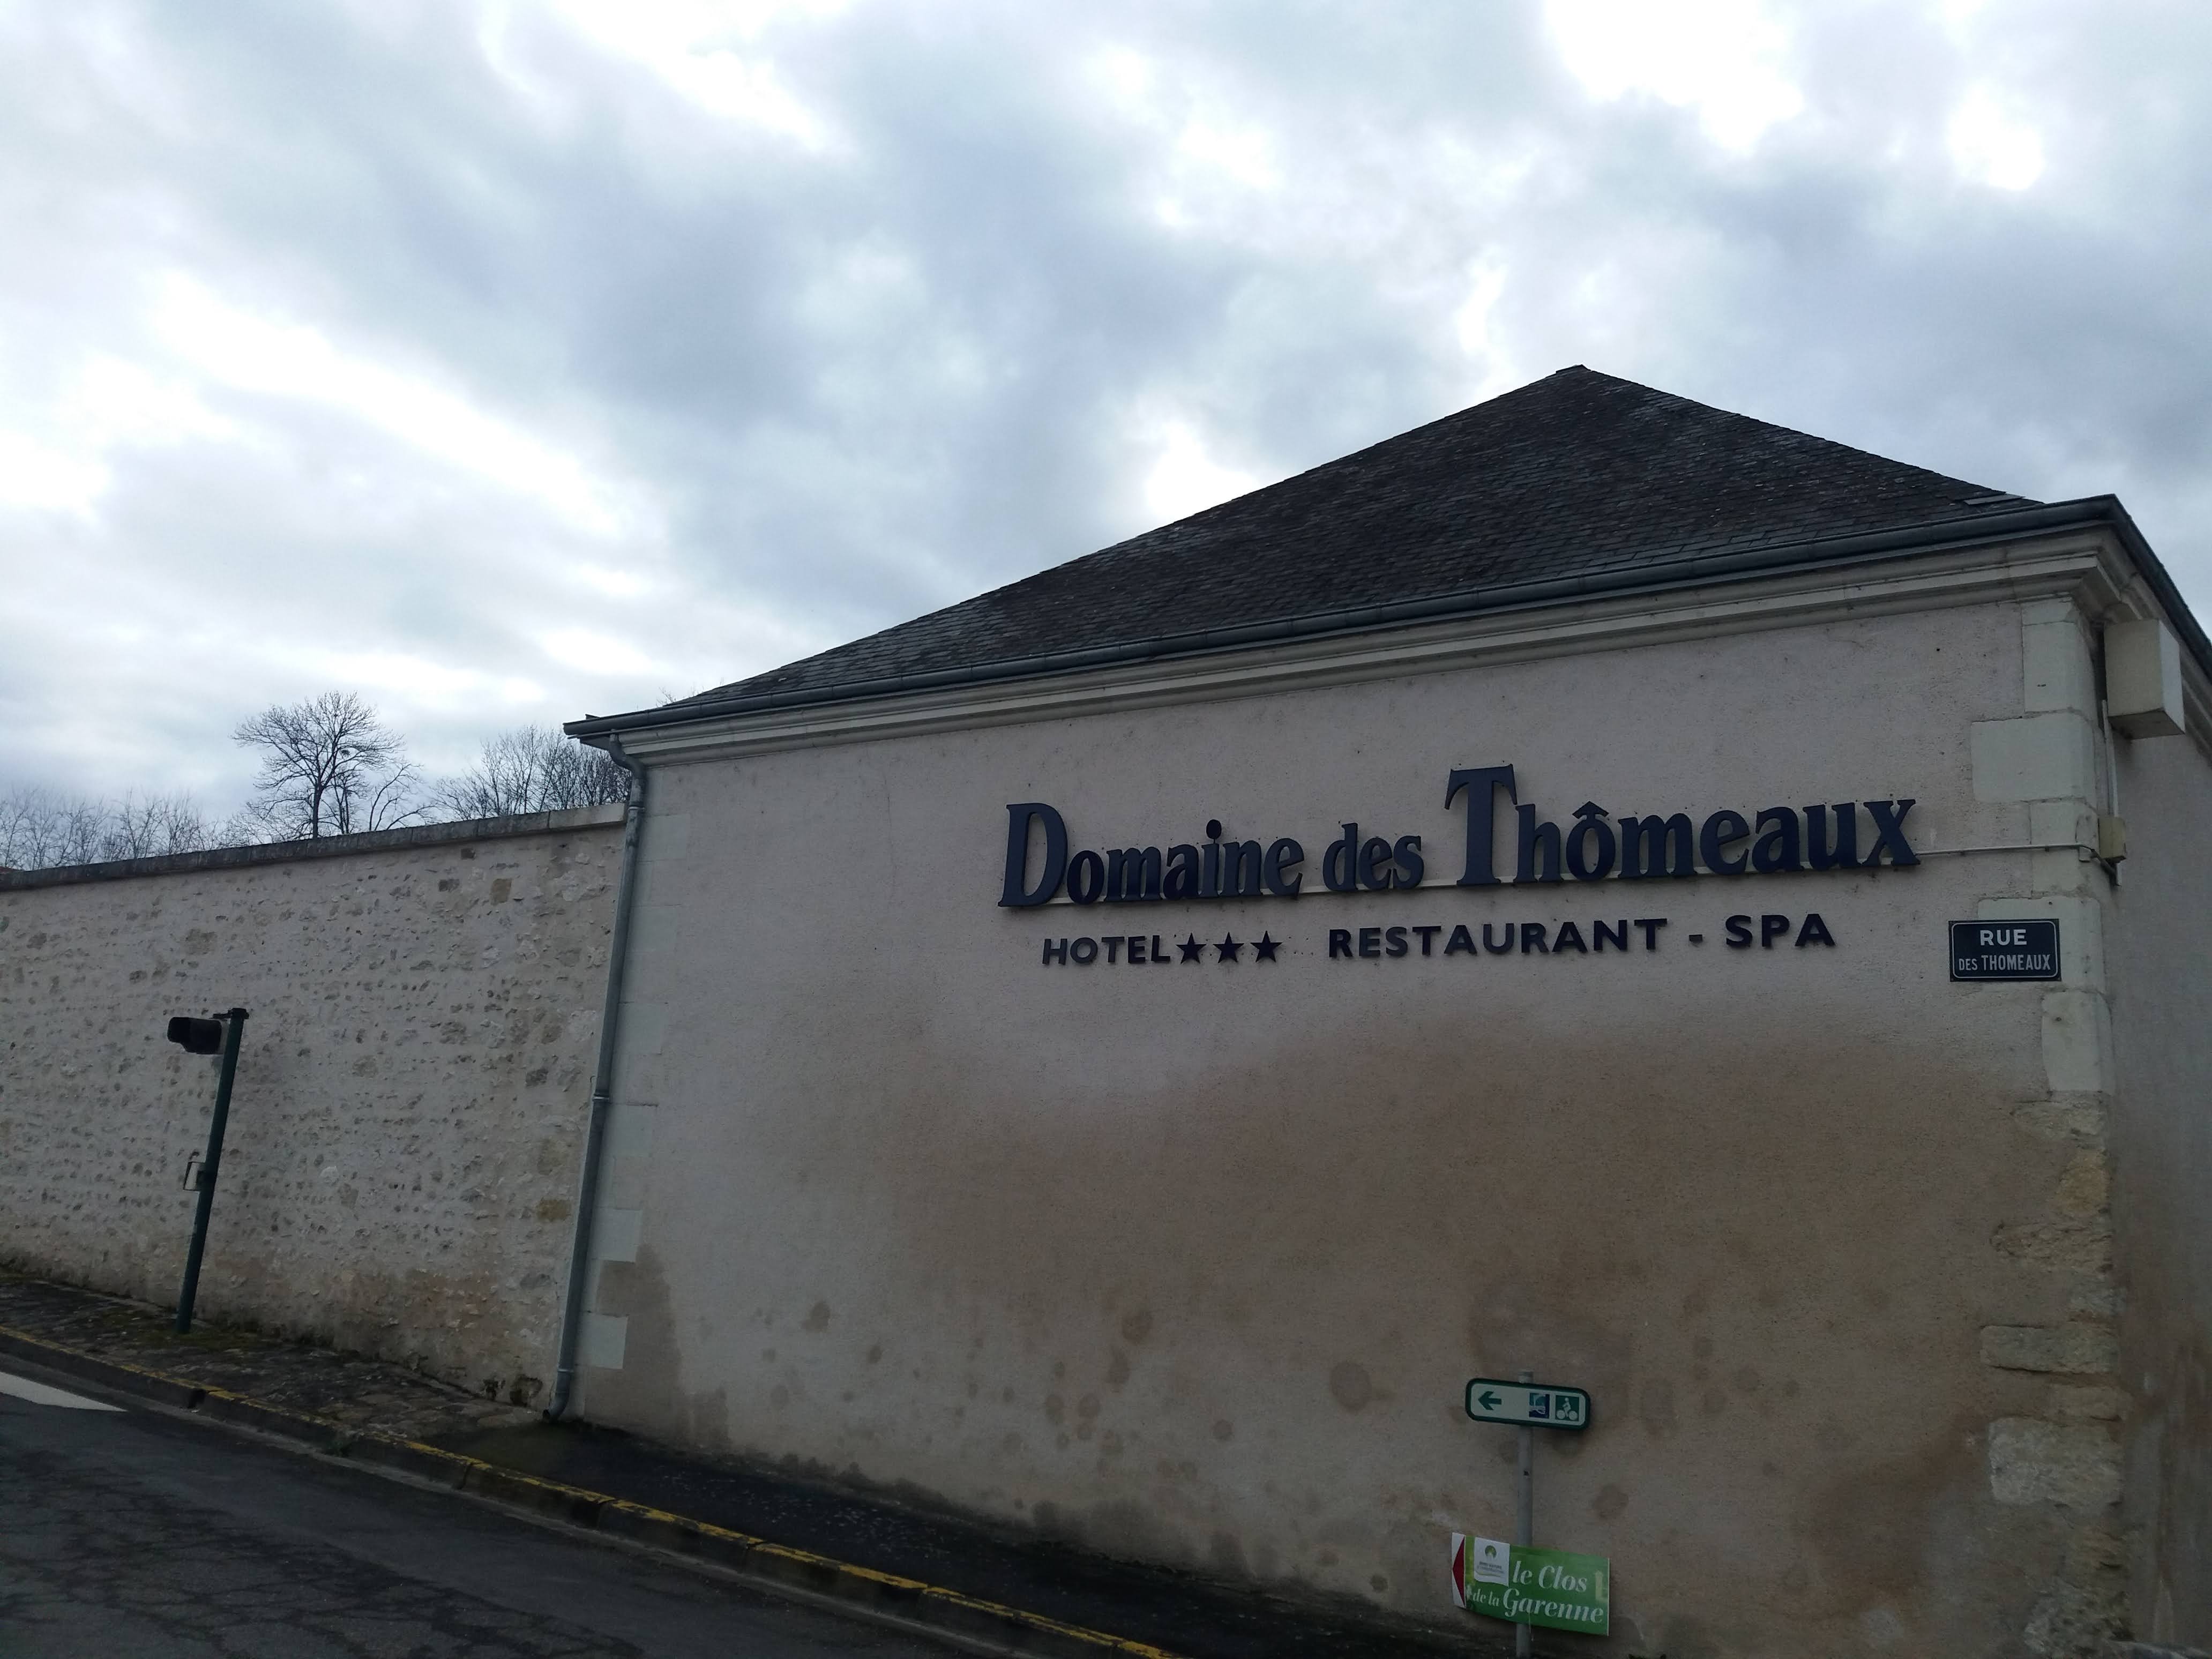 Domaine des Thômeaux
HOTEL★★★ RESTAURANT - SPA
RUE
DES THOMEAUX
le Clos
de la Garenne